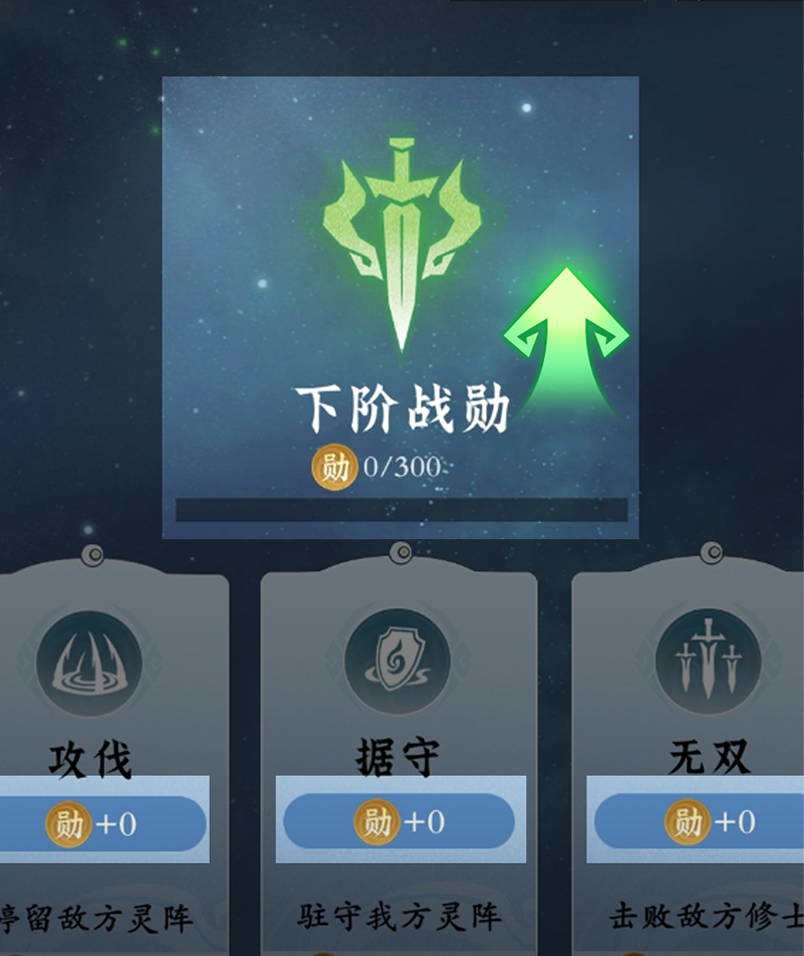 下阶战勋
勋 0/300
攻伐
勋 +0
停留敌方灵阵
据守
勋 +0
驻守我方灵阵
无双
勋 +0
击败敌方修士